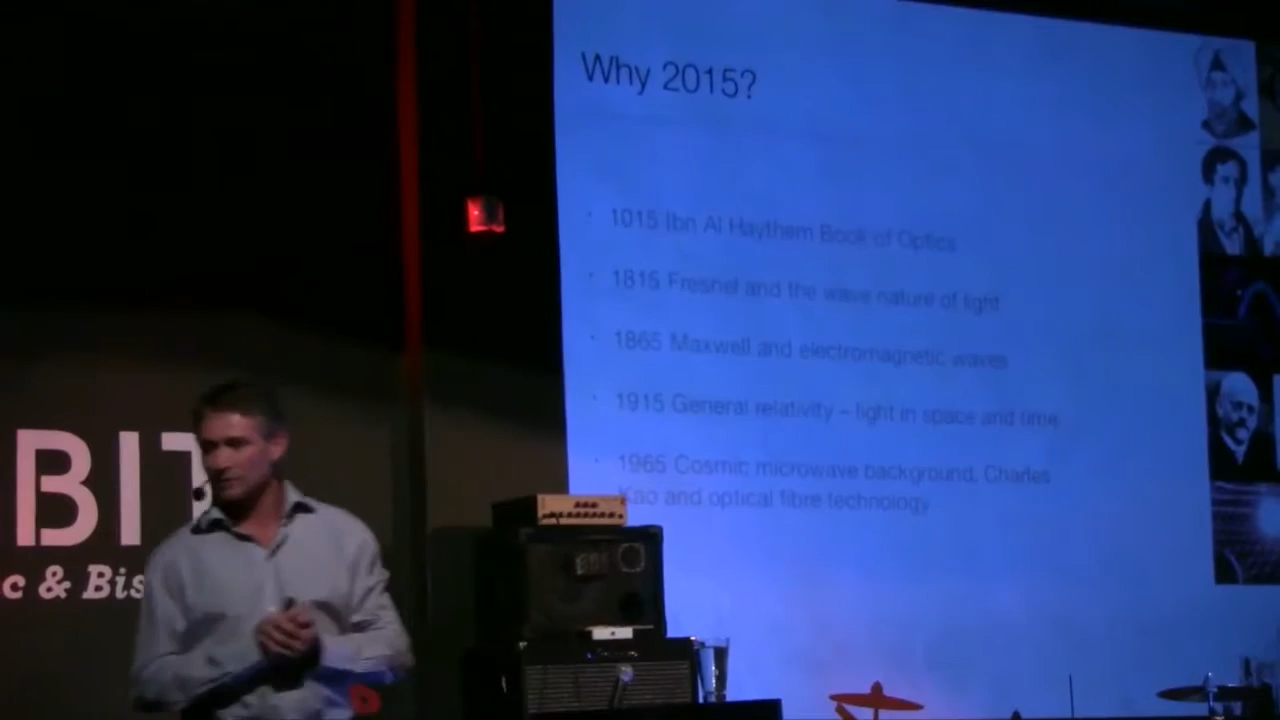 Why 2015?
· 1015 Ibn Al Haythem Book of Optics
· 1815 Fresnel and the wave nature of light
· 1865 Maxwell and electromagnetic waves
· 1915 General relativity – light in space and time
· 1965 Cosmic microwave background, Charles
Kao and optical fibre technology
BIT
c & Bis